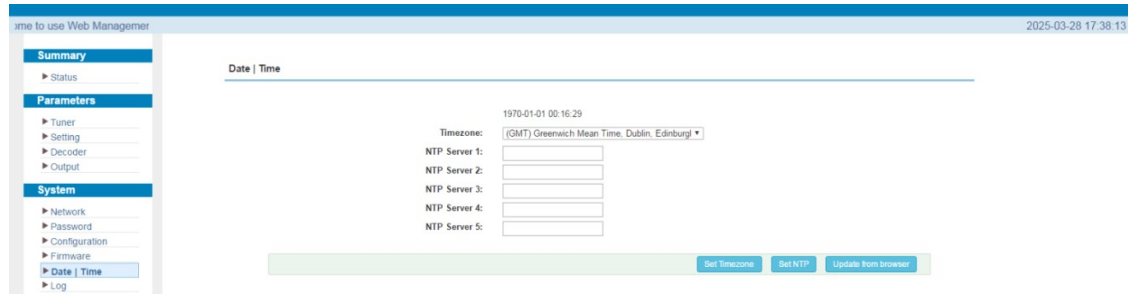 ome to use Web Managemer
2025-03-28 17:38:13
Summary
Status
Parameters
Tuner
Setting
Decoder
Output
System
Network
Password
Configuration
Firmware
Date | Time
Log
Date | Time
1970-01-01 00:16:29
Timezone: (GMT) Greenwich Mean Time, Dublin, Edinburgl
NTP Server 1:
NTP Server 2:
NTP Server 3:
NTP Server 4:
NTP Server 5:
Set Timezone Set NTP Update from browser